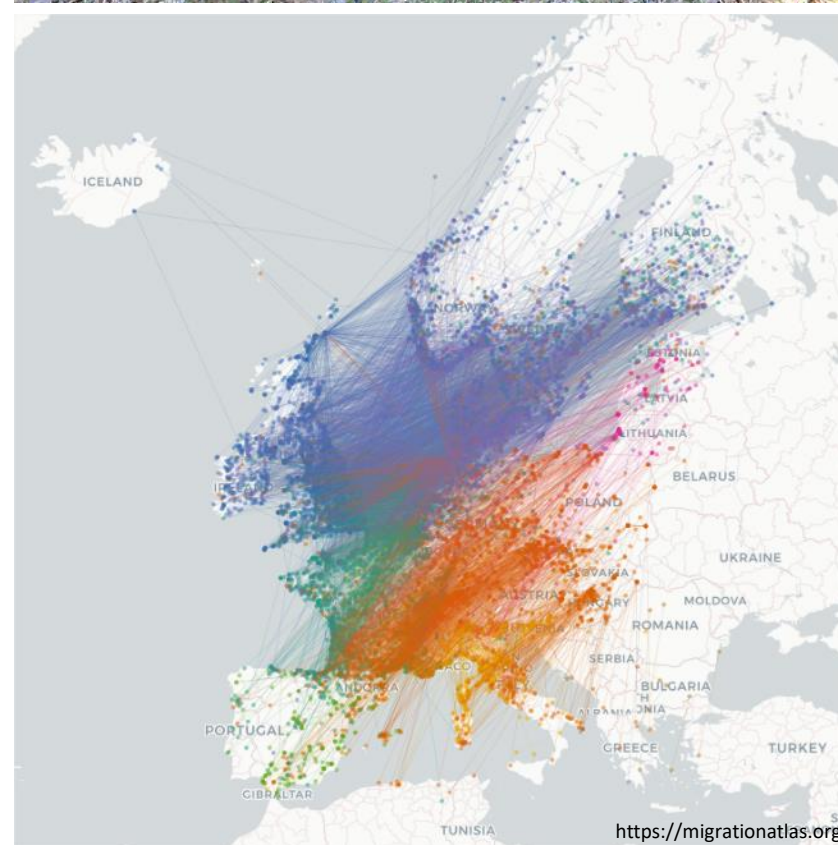 ICELAND
FINLAND
NORWAY
ESTONIA
LATVIA
LITHUANIA
BELARUS
IRELAND
POLAND
UKRAINE
SLOVAKIA
AUSTRIA
HUNGARY
MOLDOVA
ROMANIA
SERBIA
ANDORRA
BULGARIA
PORTUGAL
ALBANIA
GREECE
TURKEY
GIBRALTAR
TUNISIA
https://migrationatlas.org